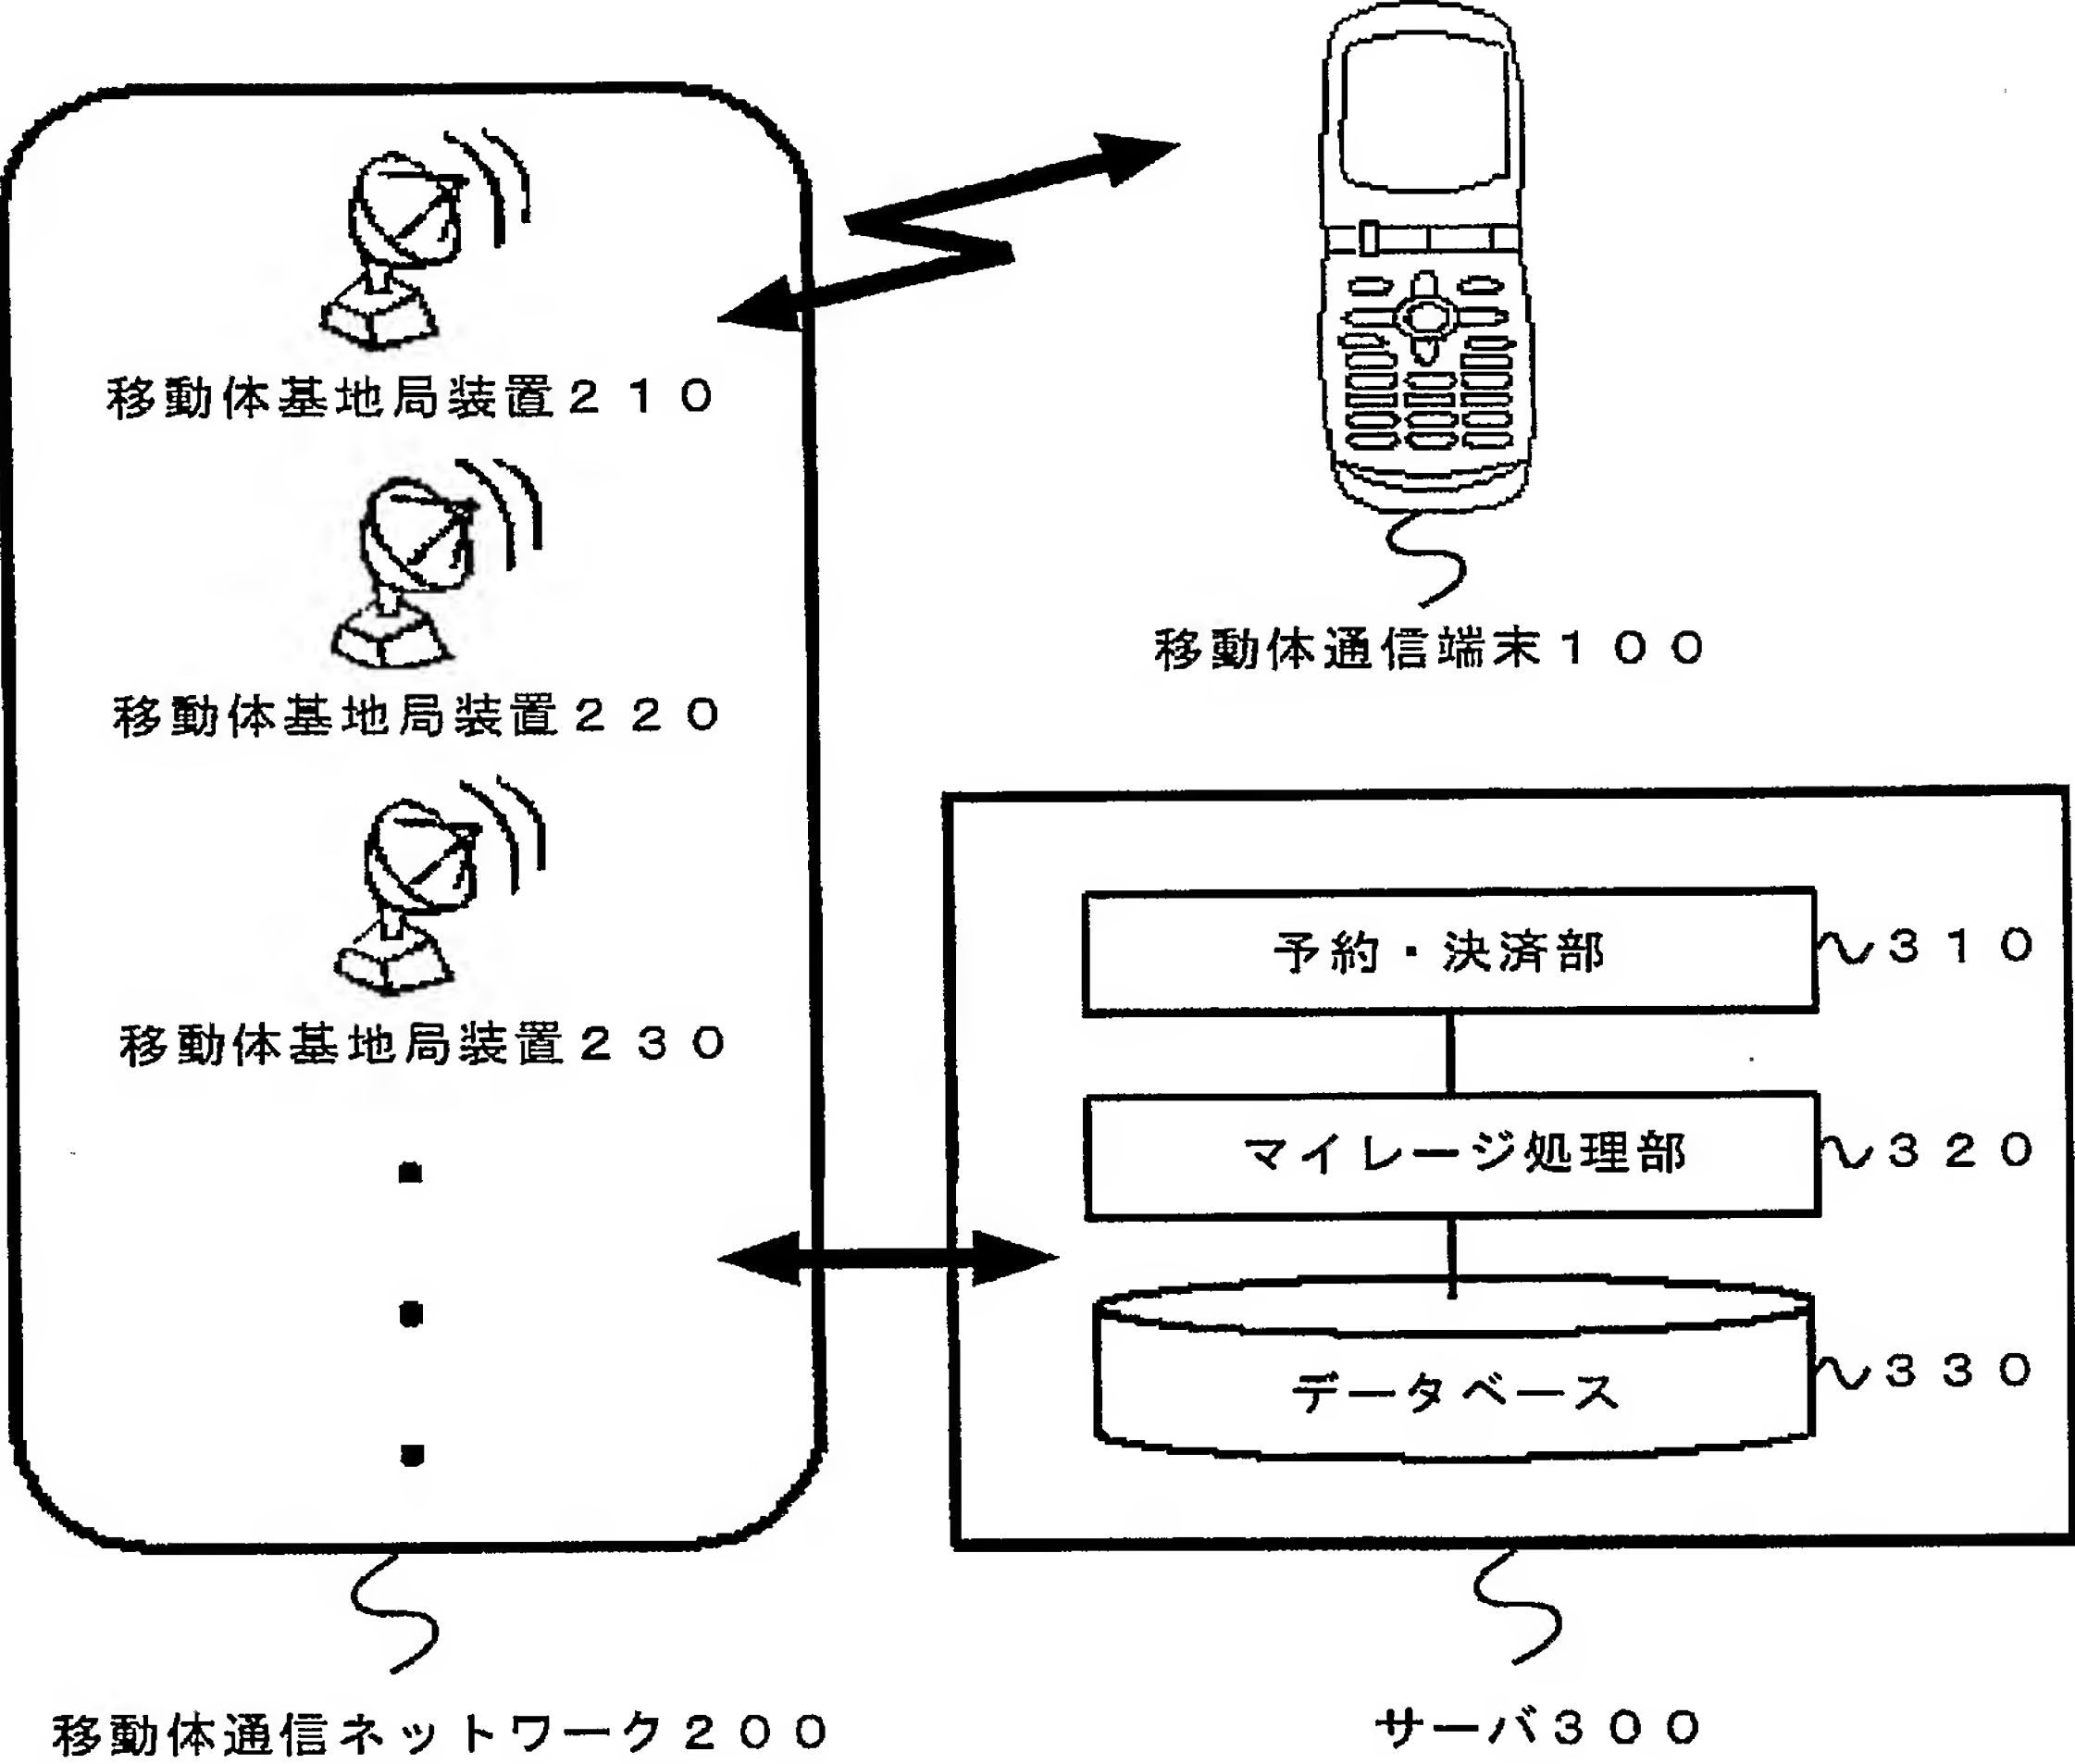 移動体基地局装置２１０
移動体基地局装置２２０
移動体基地局装置２３０
移動体通信ネットワーク２００
移動体通信端末１００
予約・決済部
３１０
マイレージ処理部
３２０
データベース
３３０
サーバ３００